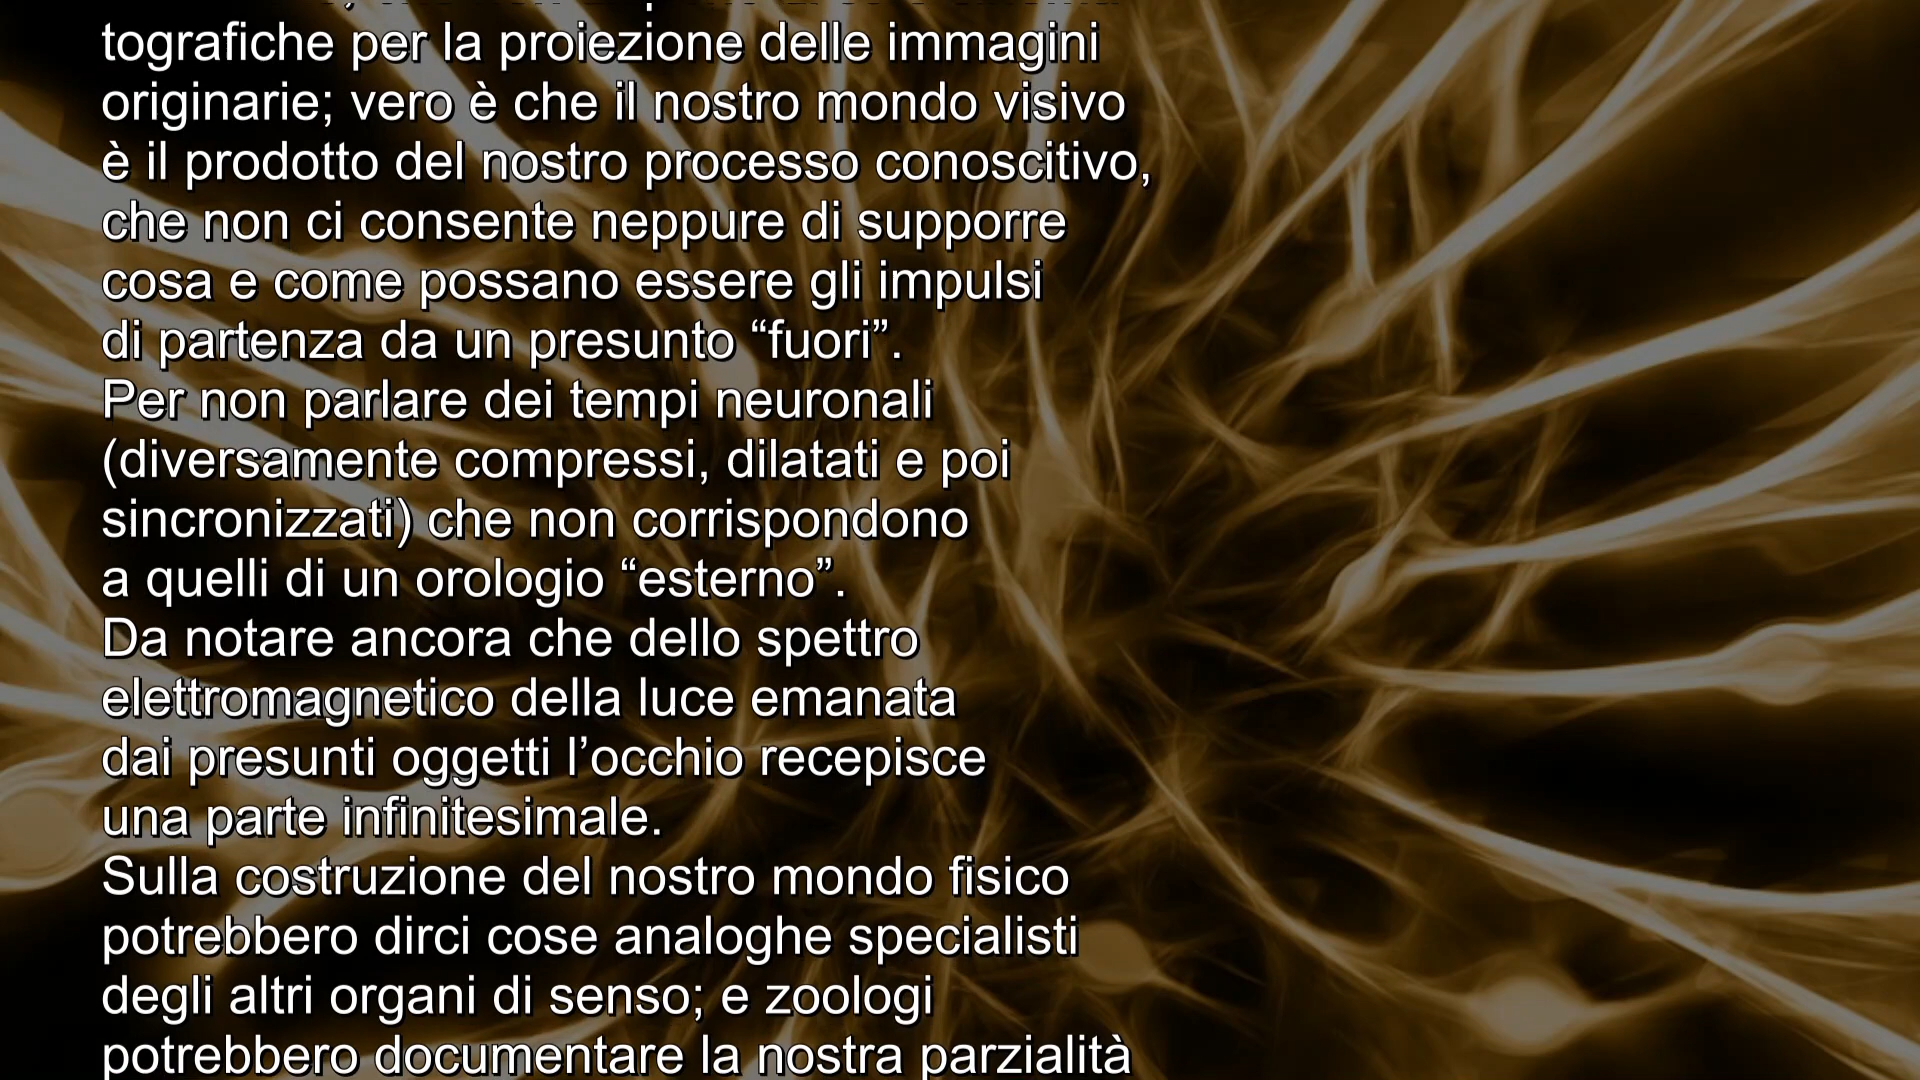 tografiche per la proiezione delle immagini
originarie; vero è che il nostro mondo visivo
è il prodotto del nostro processo conoscitivo,
che non ci consente neppure di supporre
cosa e come possano essere gli impulsi
di partenza da un presunto “fuori”.
Per non parlare dei tempi neuronali
(diversamente compressi, dilatati e poi
sincronizzati) che non corrispondono
a quelli di un orologio “esterno”.
Da notare ancora che dello spettro
elettromagnetico della luce emanata
dai presunti oggetti l’occhio recepisce
una parte infinitesimale.
Sulla costruzione del nostro mondo fisico
potrebbero dirci cose analoghe specialisti
degli altri organi di senso; e zoologi
potrebbero documentare la nostra parzialità